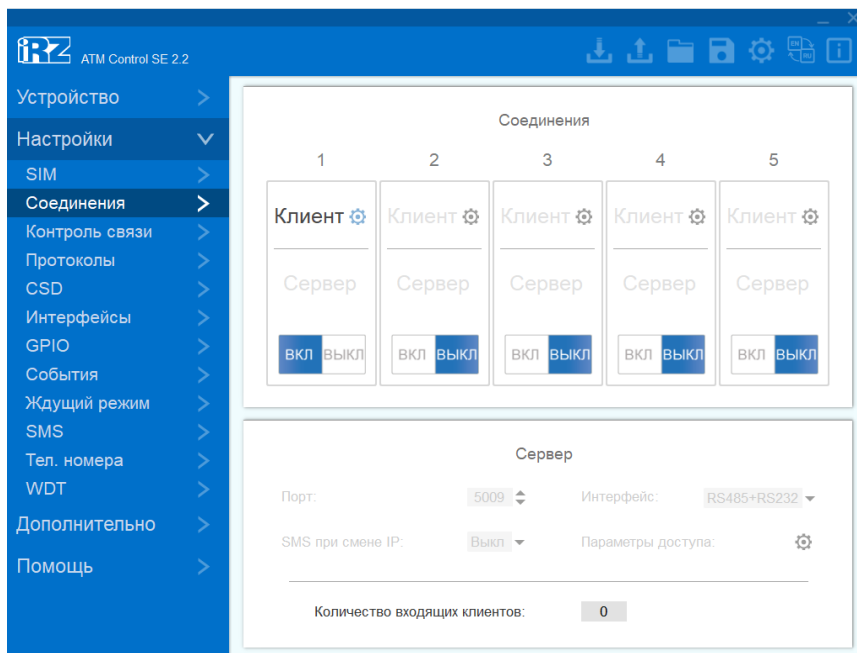 iRZ ATM Control SE 2.2
EN RU
Устройство
Настройки
SIM
Соединения
Контроль связи
Протоколы
CSD
Интерфейсы
GPIO
События
Ждущий режим
SMS
Тел. номера
WDT
Дополнительно
Помощь
Соединения
1 2 3 4 5
Клиент Клиент Клиент Клиент Клиент
Сервер Сервер Сервер Сервер Сервер
ВКЛ ВЫКЛ ВКЛ ВЫКЛ ВКЛ ВЫКЛ ВКЛ ВЫКЛ ВКЛ ВЫКЛ
Сервер
Порт: 5009 Интерфейс: RS485+RS232
SMS при смене IP: Выкл Параметры доступа:
Количество входящих клиентов: 0